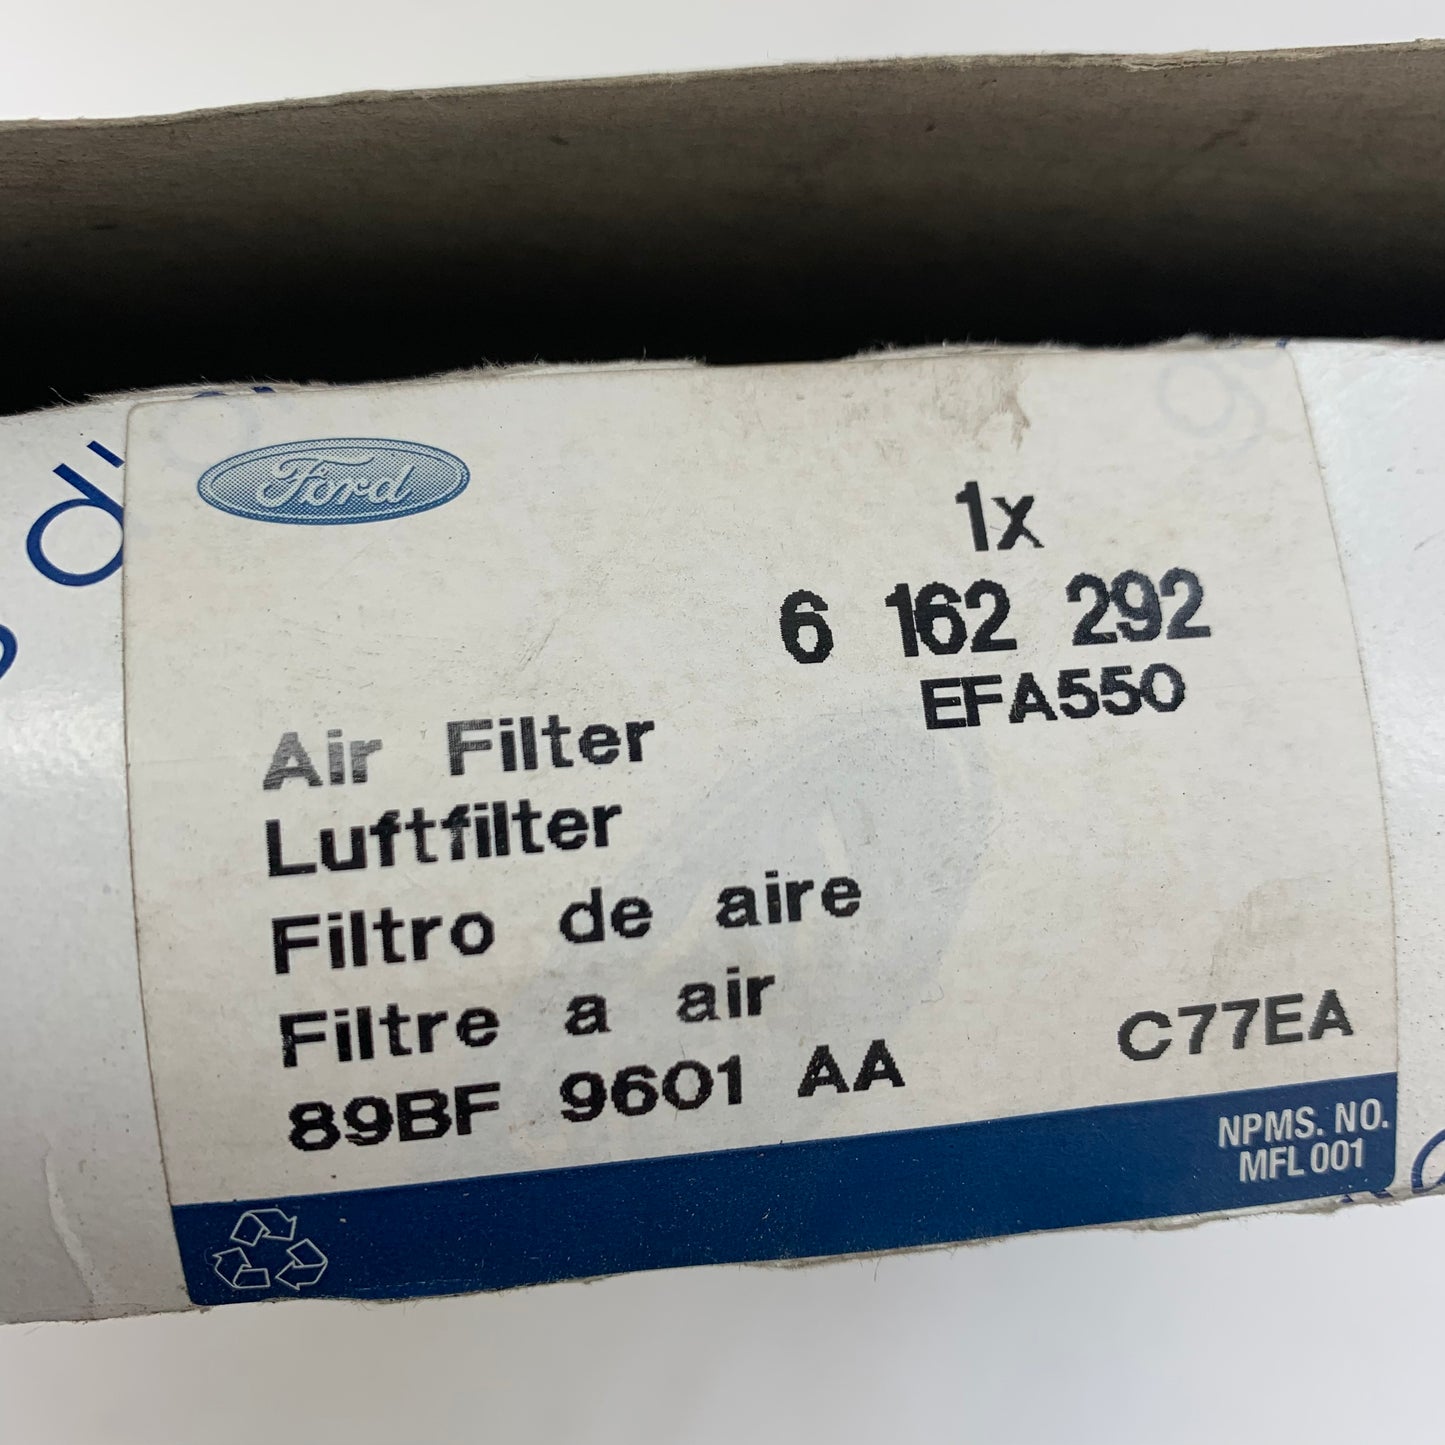 Ford
1x
6 162 292
EFA550
Air Filter
Luftfilter
Filtro de aire
Filtre a air
89BF 9601 AA
C77EA
NPMS. NO.
MFL 001